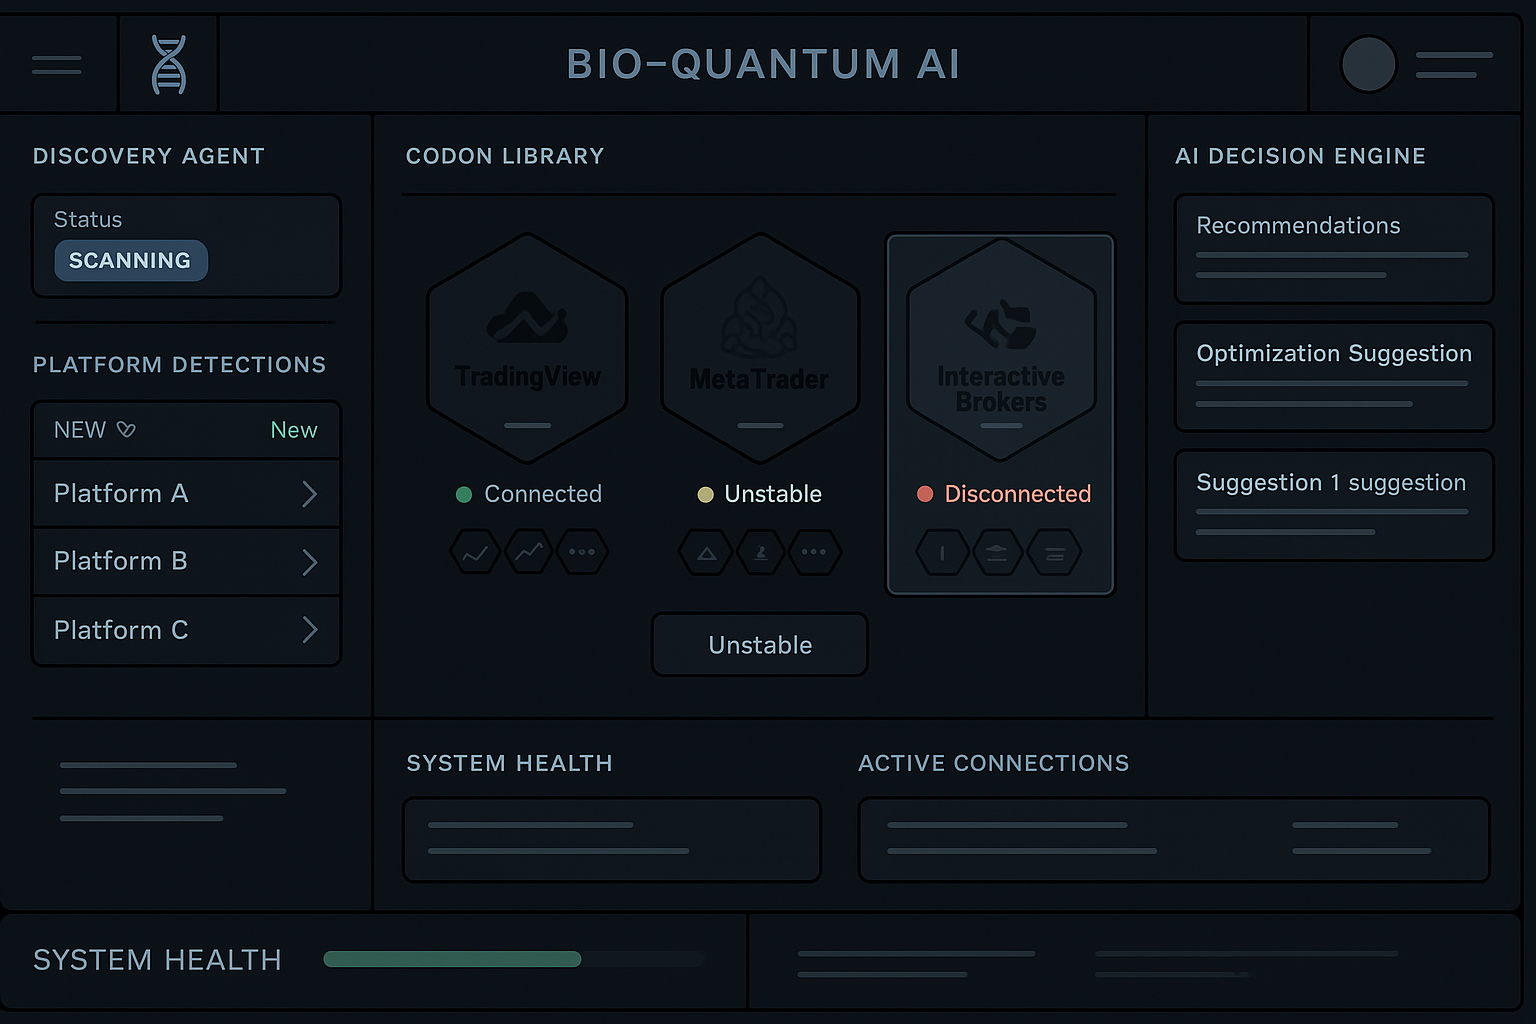 BIO-QUANTUM AI
DISCOVERY AGENT
Status
SCANNING
PLATFORM DETECTIONS
NEW New
Platform A
Platform B
Platform C
CODON LIBRARY
TradingView
Connected
MetaTrader
Unstable
Interactive
Brokers
Disconnected
Unstable
AI DECISION ENGINE
Recommendations
Optimization Suggestion
Suggestion 1 suggestion
SYSTEM HEALTH
ACTIVE CONNECTIONS
SYSTEM HEALTH